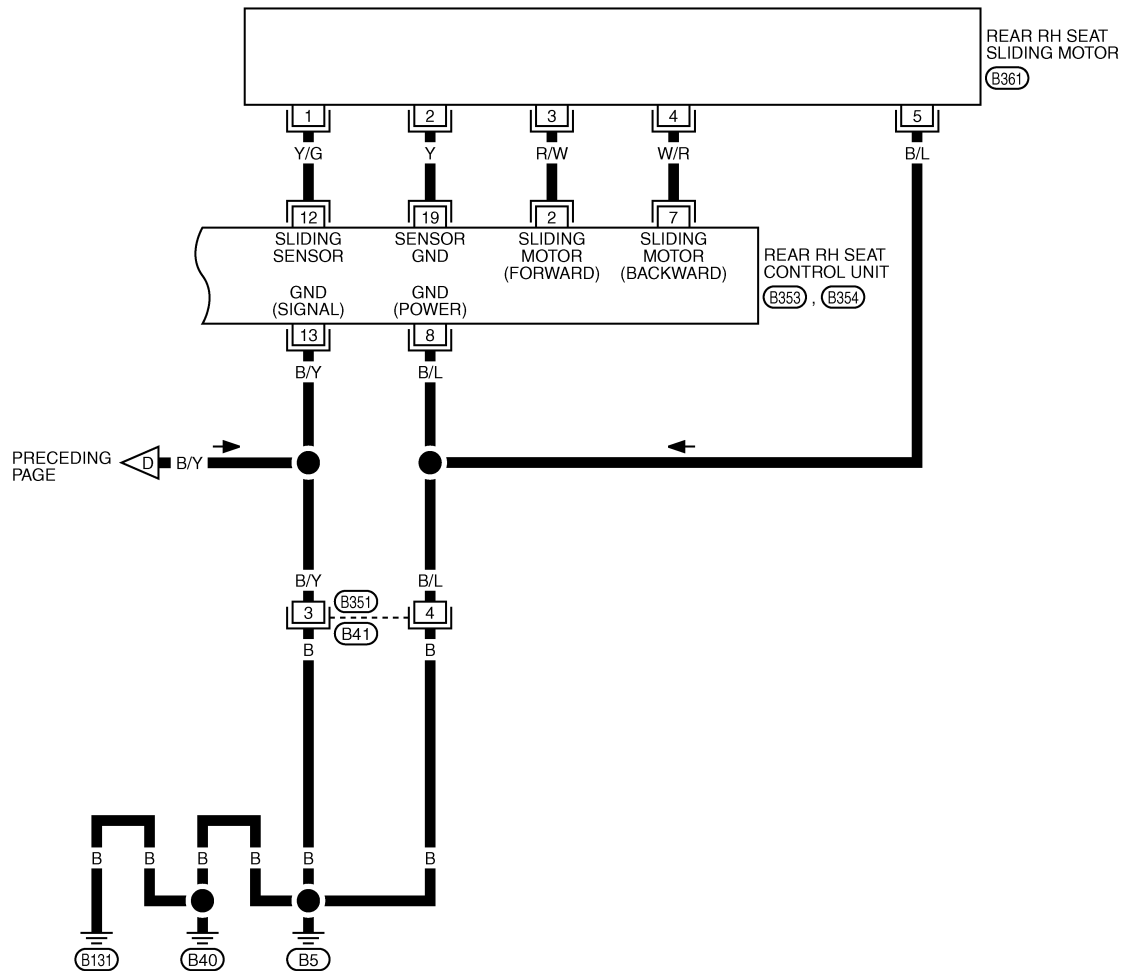 REAR RH SEAT
SLIDING MOTOR
B361
1 2 3 4 5
Y/G Y R/W W/R B/L
12 19 2 7
SLIDING
SENSOR
SENSOR
GND
SLIDING
MOTOR
(FORWARD)
SLIDING
MOTOR
(BACKWARD)
REAR RH SEAT
CONTROL UNIT
B353 , B354
GND
(SIGNAL)
GND
(POWER)
13 8
B/Y B/L
PRECEDING
PAGE
D B/Y
B/Y B/L
3 B351 4
B41
B B
B B B B B B
B131 B40 B5